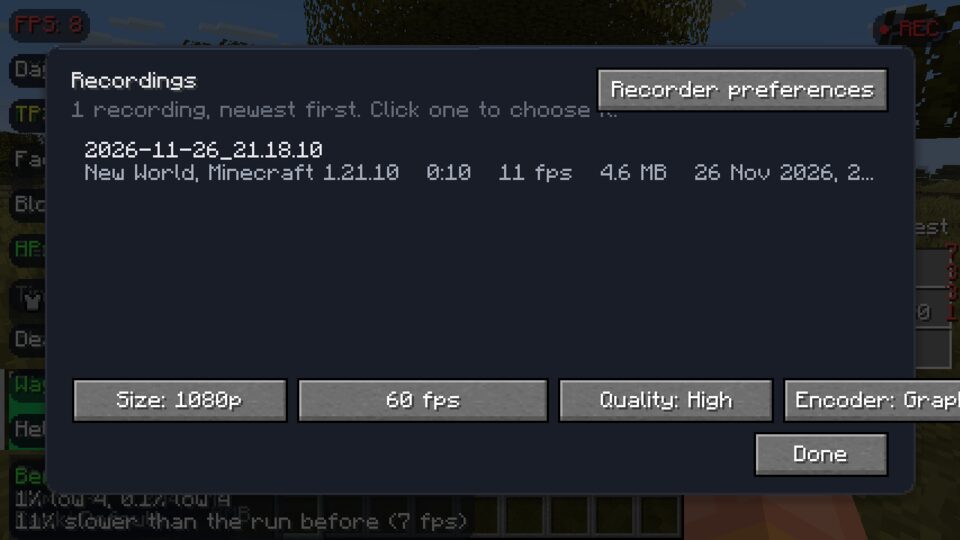 FPS: 8
REC
Recordings
Recorder preferences
1 recording, newest first. Click one to choose
2026-11-26_21.18.10
New World, Minecraft 1.21.10 0:10 11 fps 4.6 MB 26 Nov 2026, 2...
Size: 1080p
60 fps
Quality: High
Encoder: Grap
Done
1% low 4, 0.1% low 4
11% slower than the run before (7 fps)